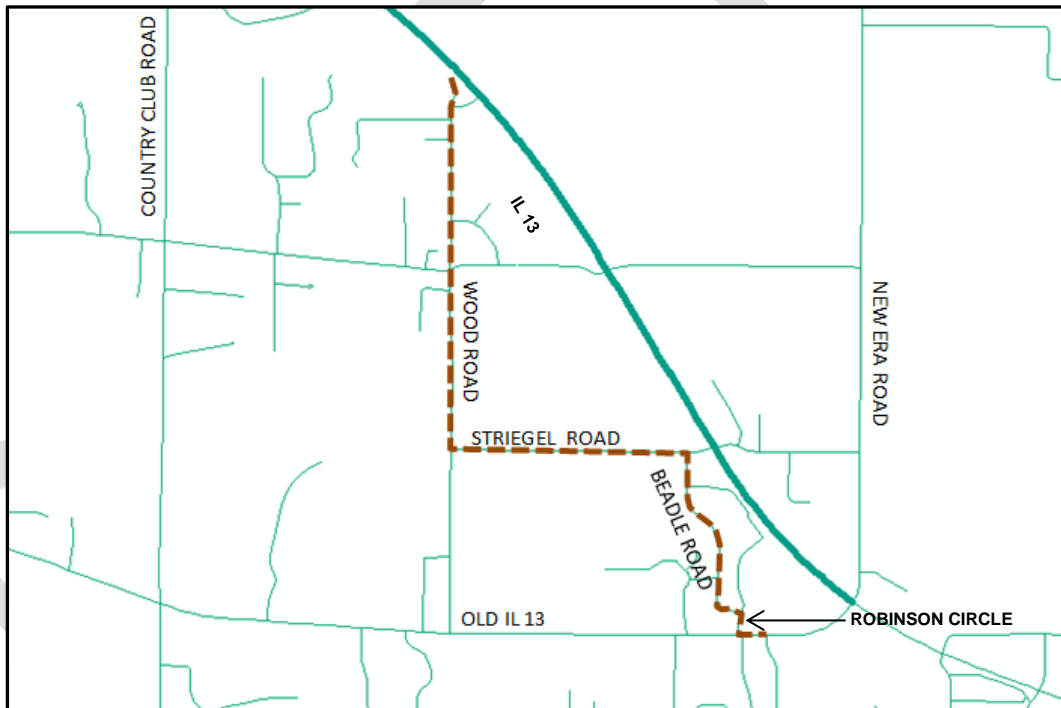 COUNTRY CLUB ROAD
IL 13
WOOD ROAD
NEW ERA ROAD
STRIEGEL ROAD
BEADLE ROAD
OLD IL 13
ROBINSON CIRCLE